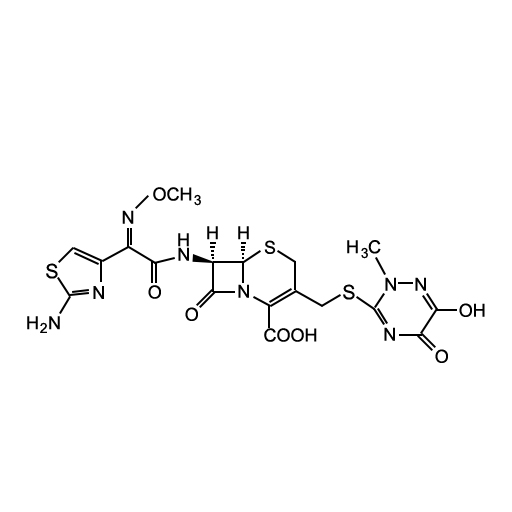 OCH3
N
H H H
N S
S N O O N S H3C N N OH
H2N COOH N O